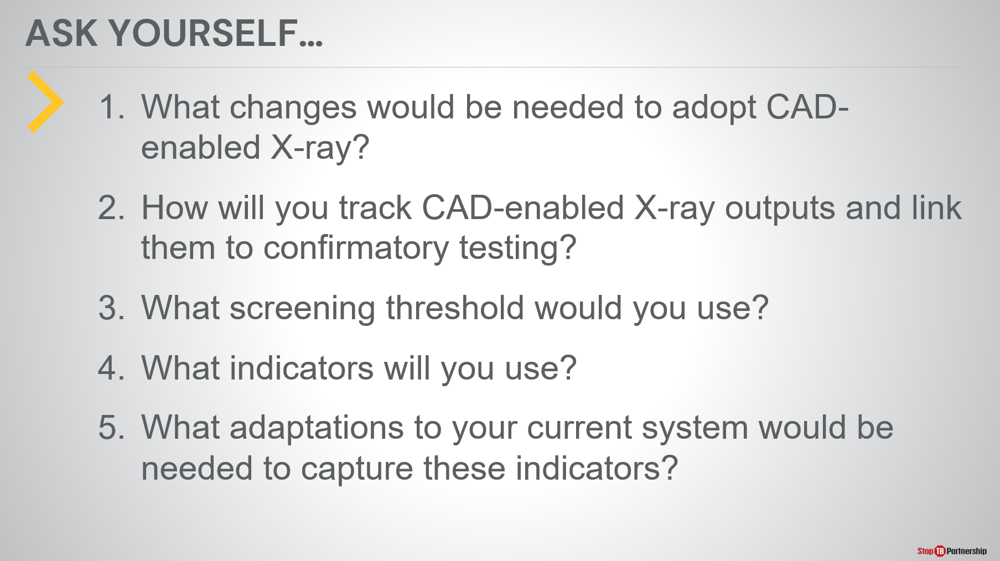 ASK YOURSELF...
1. What changes would be needed to adopt CAD-
enabled X-ray?
2. How will you track CAD-enabled X-ray outputs and link
them to confirmatory testing?
3. What screening threshold would you use?
4. What indicators will you use?
5. What adaptations to your current system would be
needed to capture these indicators?
Stop TB Partnership